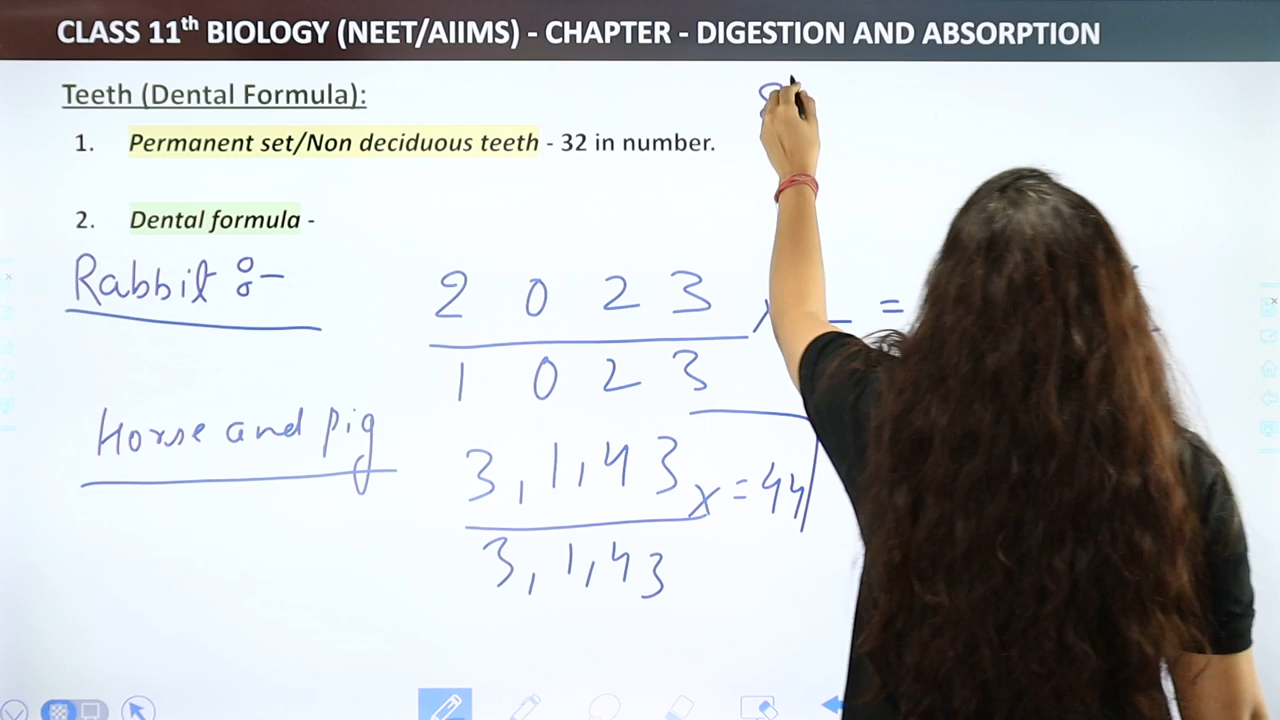 CLASS 11th BIOLOGY (NEET/AIIMS) - CHAPTER - DIGESTION AND ABSORPTION
Teeth (Dental Formula):
1. Permanent set/Non deciduous teeth - 32 in number.
2. Dental formula -
Rabbit :-
2 0 2 3
=
1 0 2 3
Horse and pig
3, 1, 4 3 x = 44
3, 1, 4 3